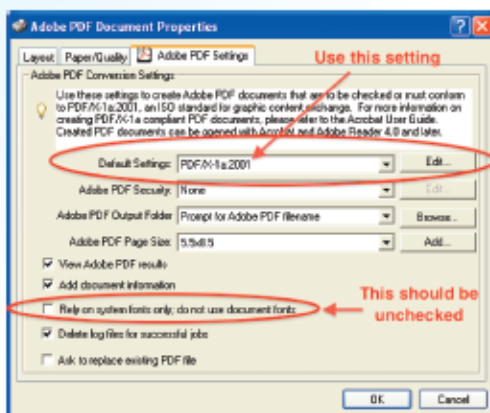 Adobe PDF Document Properties
Layout Paper/Quality Adobe PDF Settings
Use this setting
Adobe PDF Conversion Settings
Use these settings to create Adobe PDF documents that are to be checked or must conform
to PDF/X-1a:2001, an ISO standard for graphic content exchange. For more information on
creating PDF/X-1a compliant PDF documents, please refer to the Acrobat User Guide.
Created PDF documents can be opened with Acrobat and Adobe Reader 4.0 and later.
Default Settings: PDF/X-1a:2001 Edit...
Adobe PDF Security: None Edit...
Adobe PDF Output Folder Prompt for Adobe PDF filename Browse...
Adobe PDF Page Size: 5.5x8.5 Add...
View Adobe PDF results
Add document information
Rely on system fonts only; do not use document fonts
This should be
unchecked
Delete log files for successful jobs
Ask to replace existing PDF file
OK Cancel